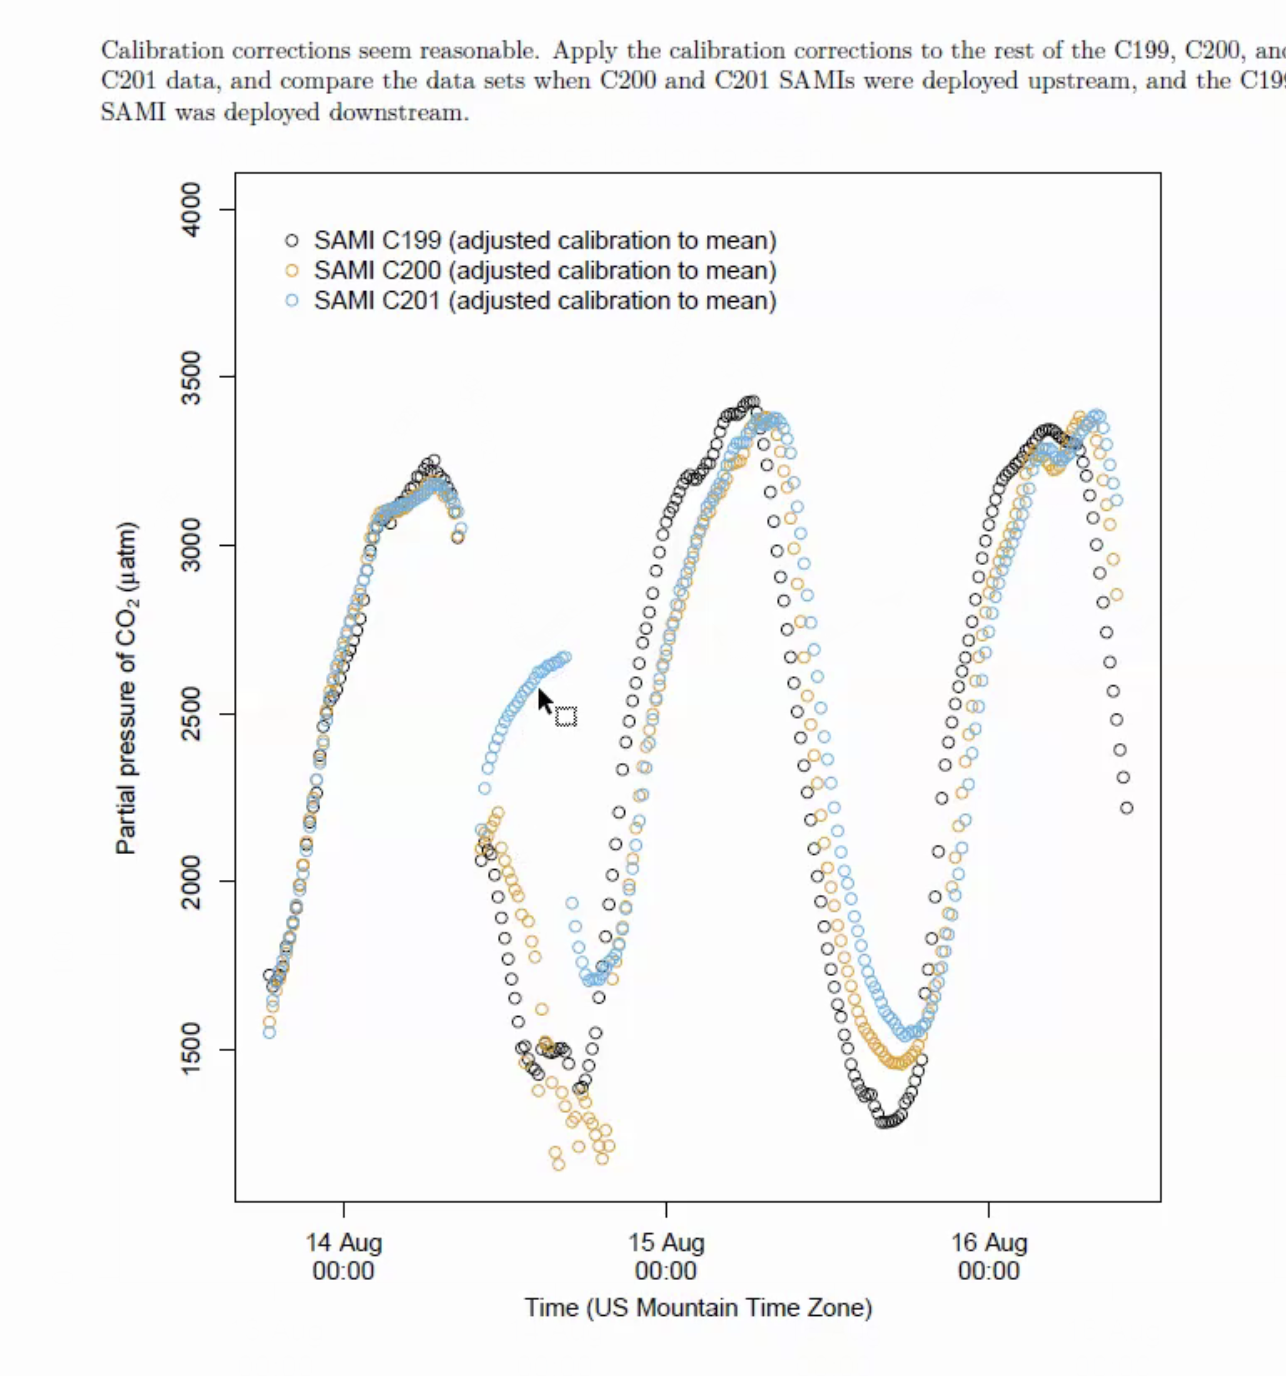 Calibration corrections seem reasonable. Apply the calibration corrections to the rest of the C199, C200, and
C201 data, and compare the data sets when C200 and C201 SAMIs were deployed upstream, and the C199
SAMI was deployed downstream.
4000
SAMI C199 (adjusted calibration to mean)
SAMI C200 (adjusted calibration to mean)
SAMI C201 (adjusted calibration to mean)
3500
3000
Partial pressure of CO₂ (µatm)
2500
2000
1500
14 Aug 15 Aug 16 Aug
00:00 00:00 00:00
Time (US Mountain Time Zone)